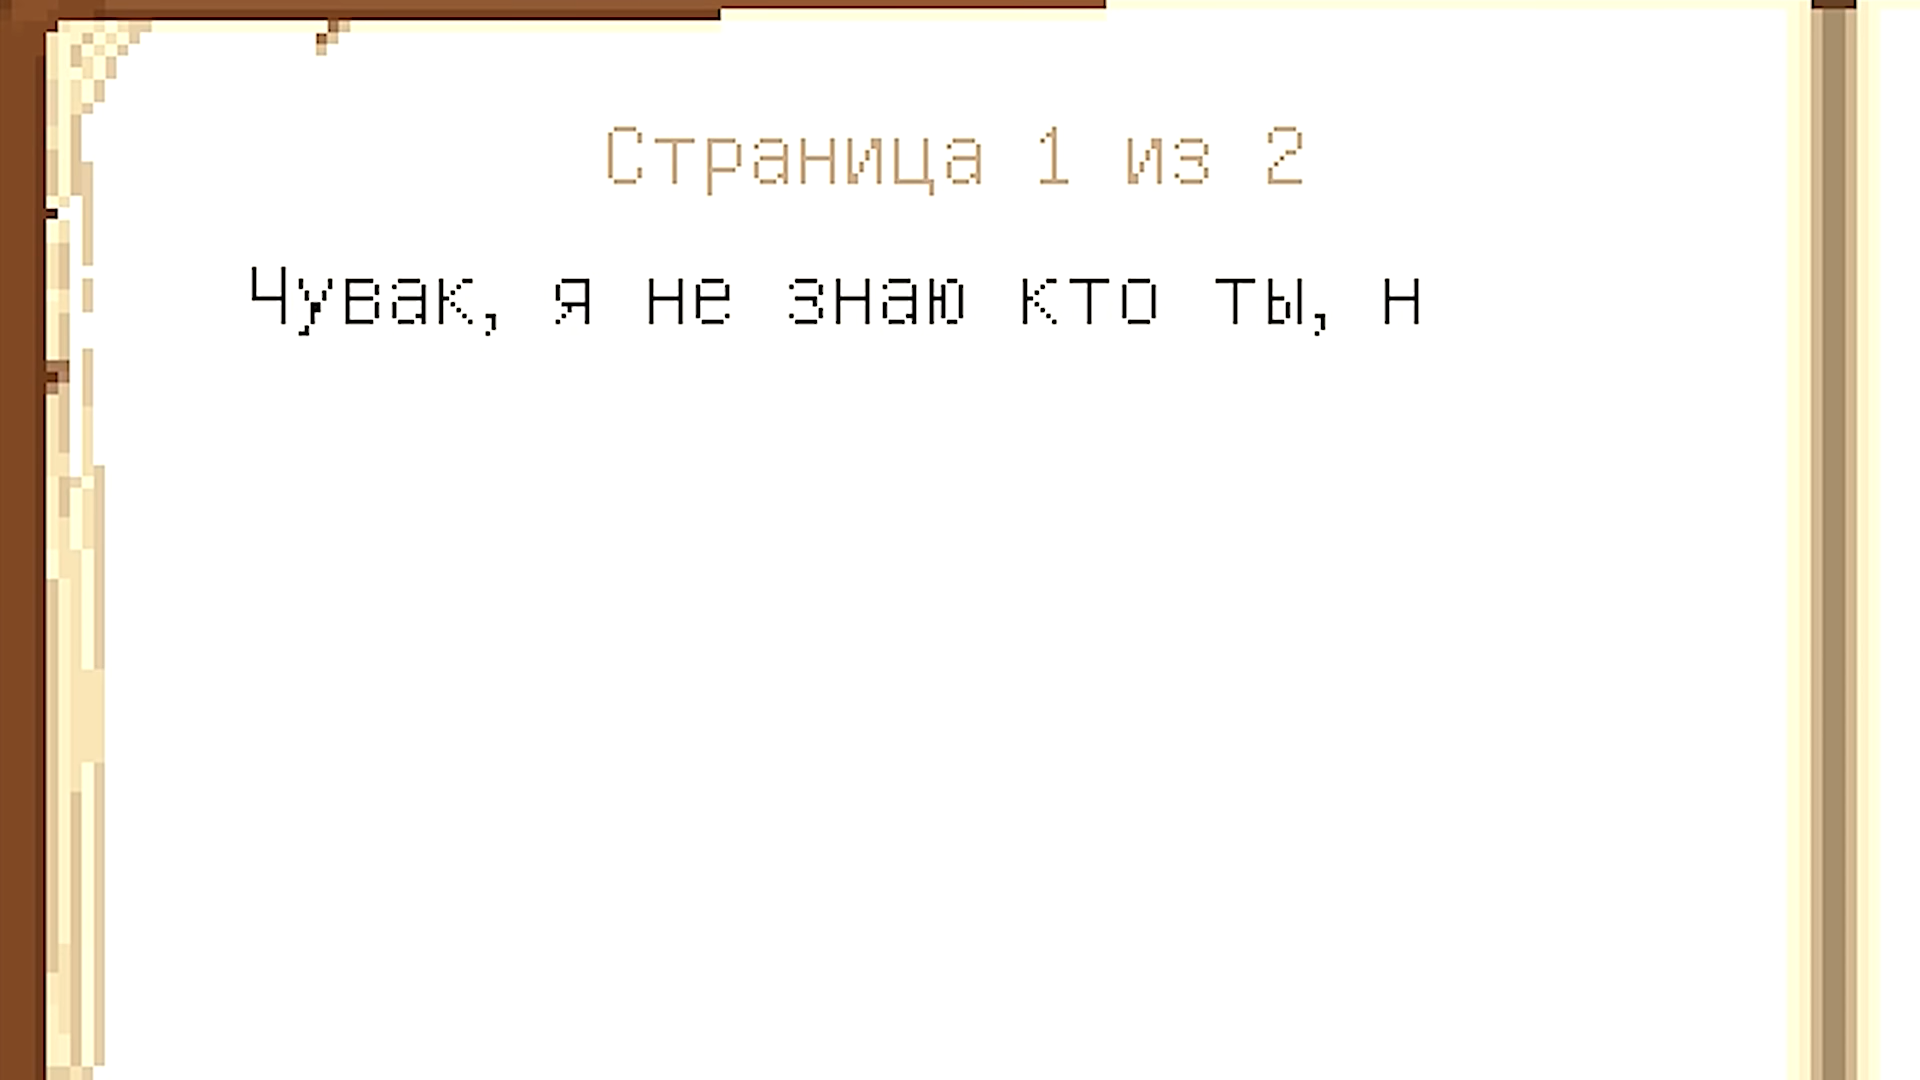 Страница 1 из 2
Чувак, я не знаю кто ты, н